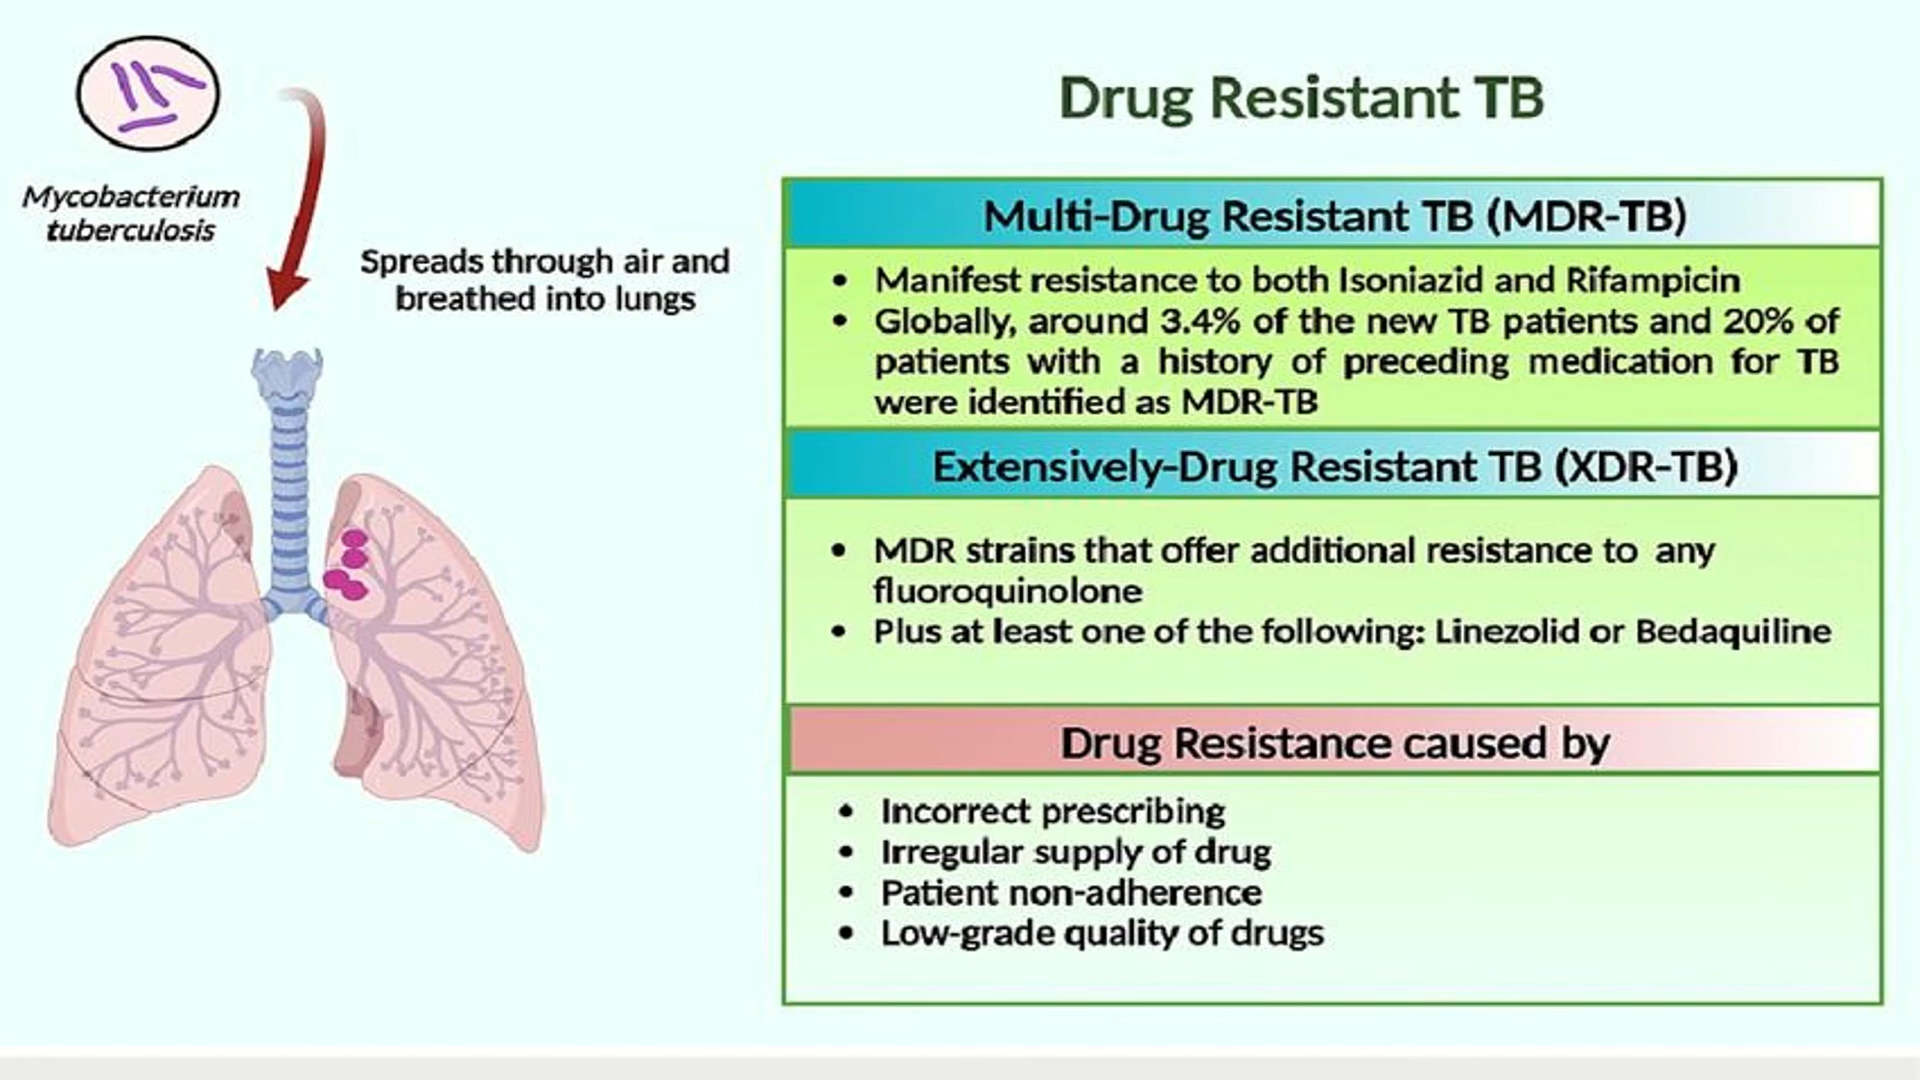 Drug Resistant TB
Mycobacterium
tuberculosis
Spreads through air and
breathed into lungs
Multi-Drug Resistant TB (MDR-TB)
• Manifest resistance to both Isoniazid and Rifampicin
• Globally, around 3.4% of the new TB patients and 20% of
patients with a history of preceding medication for TB
were identified as MDR-TB
Extensively-Drug Resistant TB (XDR-TB)
• MDR strains that offer additional resistance to any
fluoroquinolone
• Plus at least one of the following: Linezolid or Bedaquiline
Drug Resistance caused by
• Incorrect prescribing
• Irregular supply of drug
• Patient non-adherence
• Low-grade quality of drugs